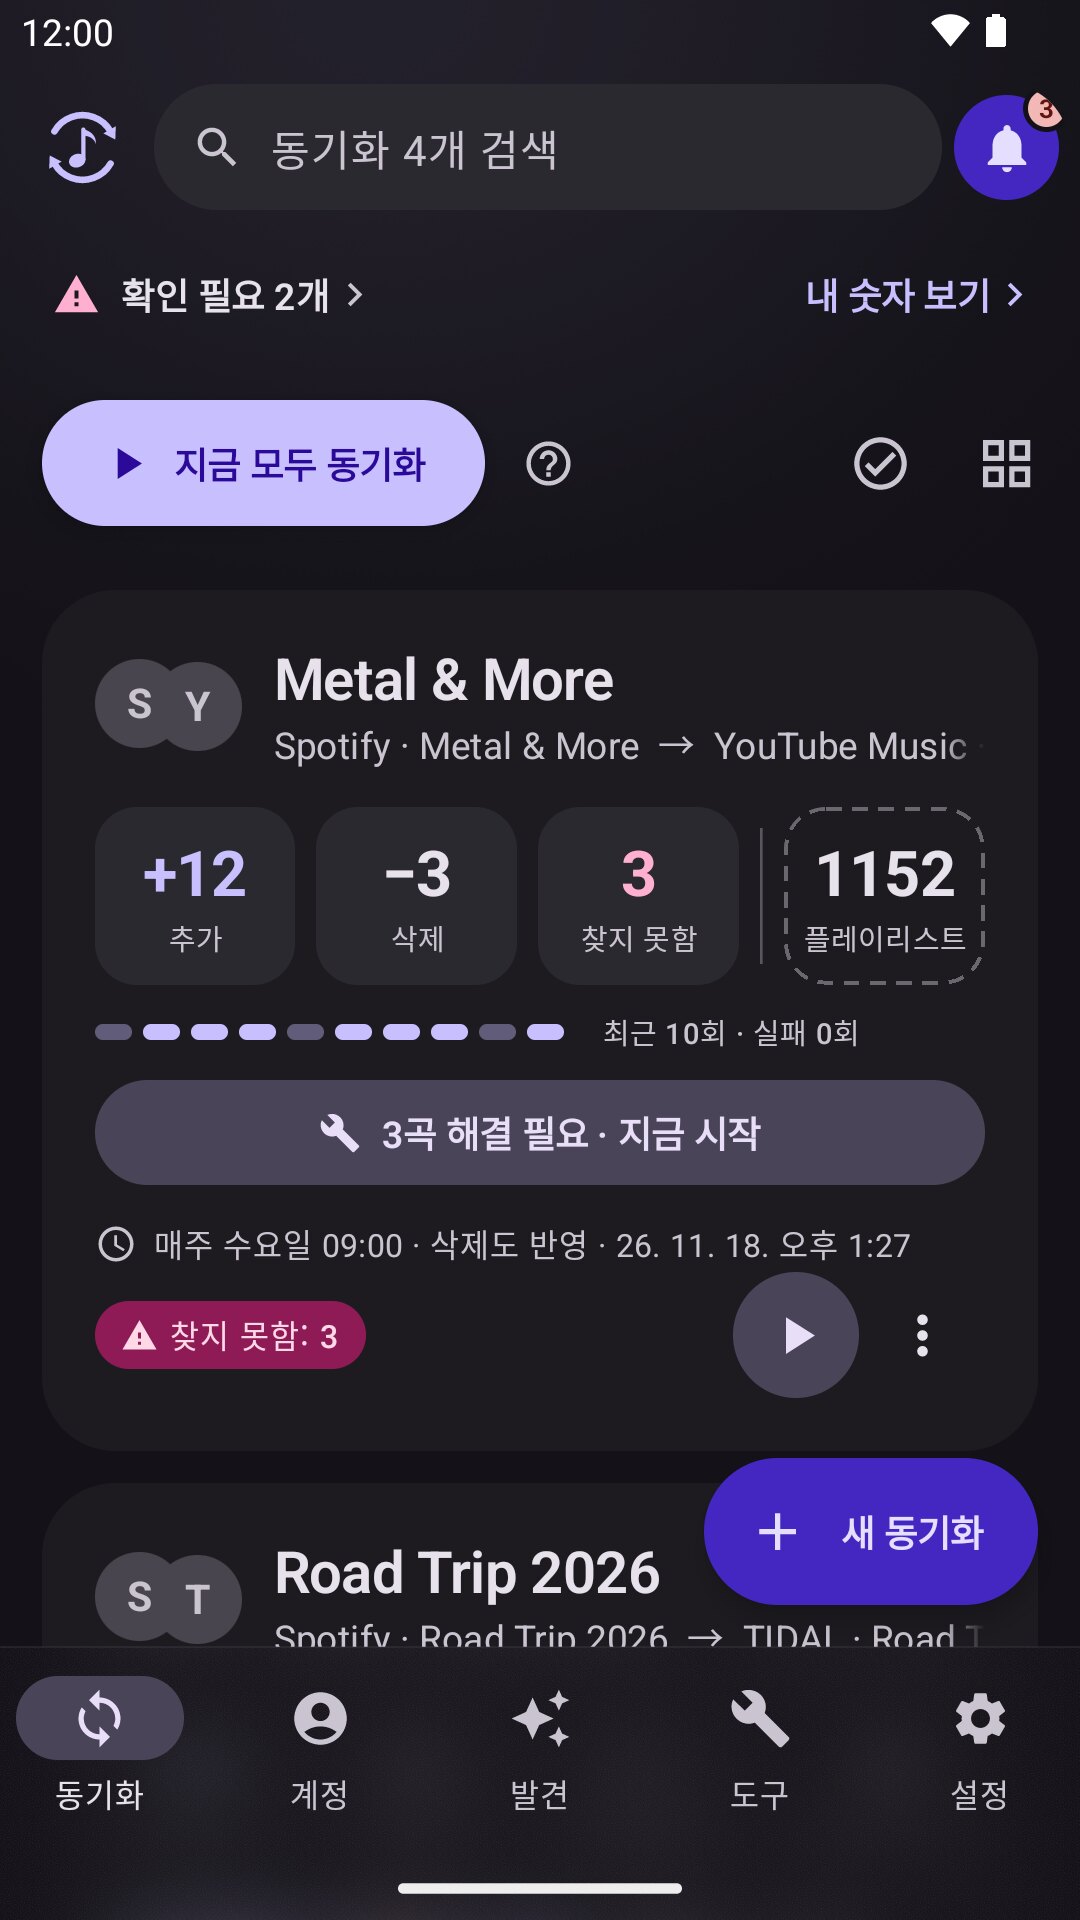 12:00
동기화 4개 검색
3
확인 필요 2개
내 숫자 보기
지금 모두 동기화
S Y
Metal & More
Spotify · Metal & More → YouTube Music ·
+12
추가
−3
삭제
3
찾지 못함
1152
플레이리스트
최근 10회 · 실패 0회
3곡 해결 필요 · 지금 시작
매주 수요일 09:00 · 삭제도 반영 · 26. 11. 18. 오후 1:27
찾지 못함: 3
새 동기화
S T
Road Trip 2026
Spotify · Road Trip 2026 → TIDAL · Road T
동기화
계정
발견
도구
설정